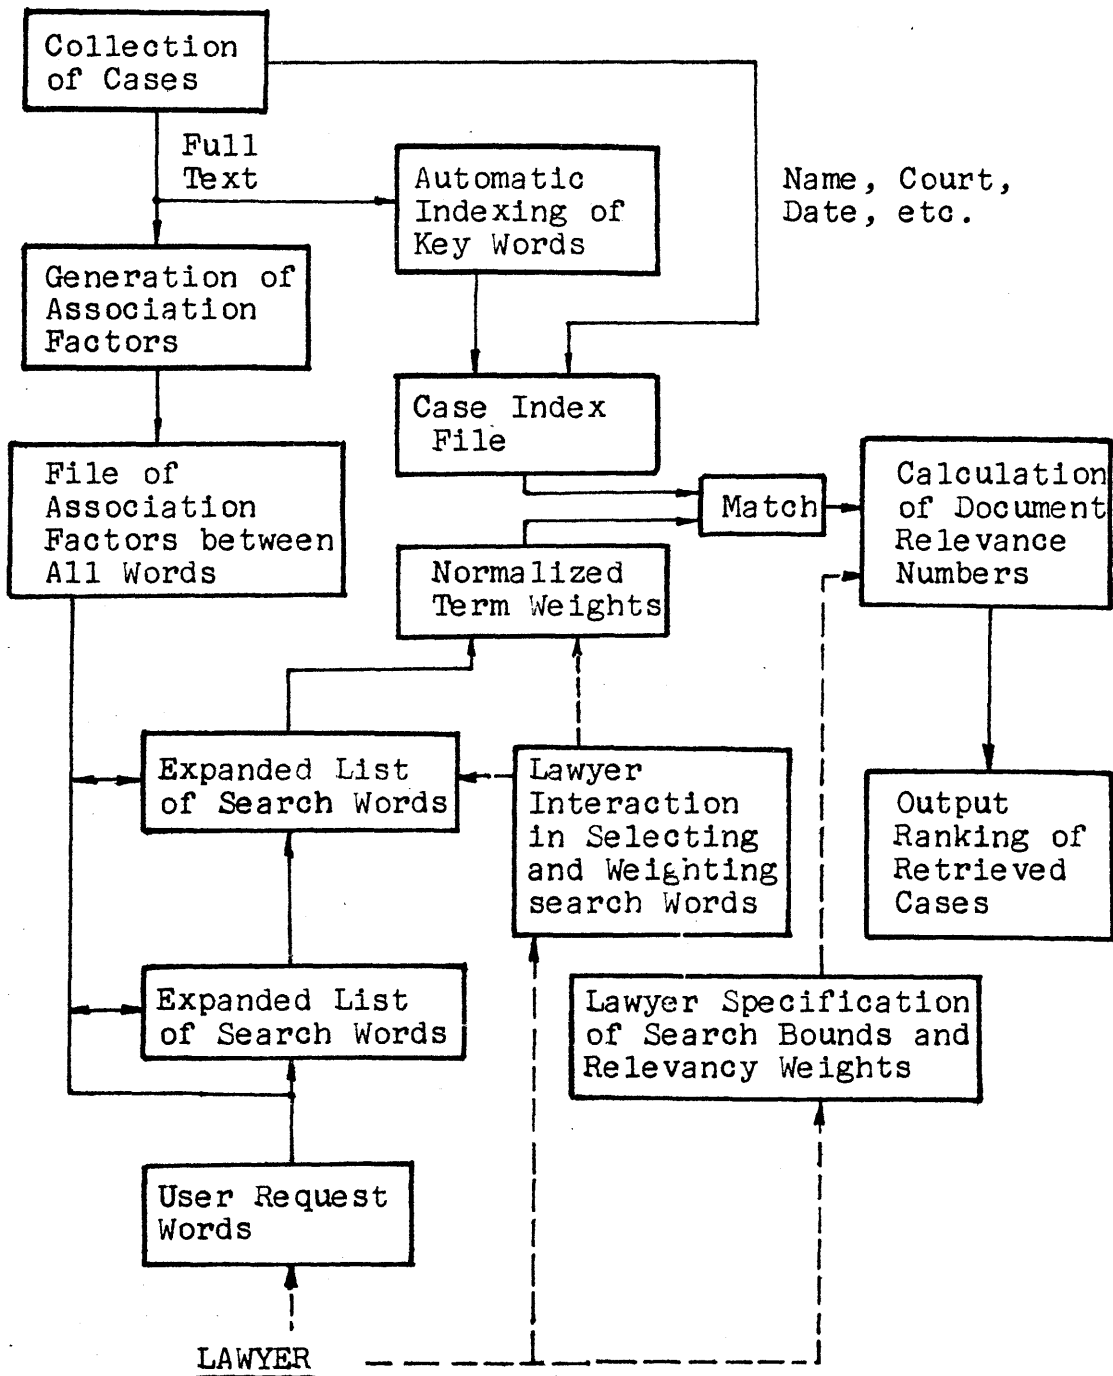 Collection
of Cases
Full
Text
Automatic
Indexing of
Key Words
Name, Court,
Date, etc.
Generation of
Association
Factors
Case Index
File
File of
Association
Factors between
All Words
Match
Calculation
of Document
Relevance
Numbers
Normalized
Term Weights
Expanded List
of Search Words
Lawyer
Interaction
in Selecting
and Weighting
search Words
Output
Ranking of
Retrieved
Cases
Expanded List
of Search Words
Lawyer Specification
of Search Bounds and
Relevancy Weights
User Request
Words
LAWYER